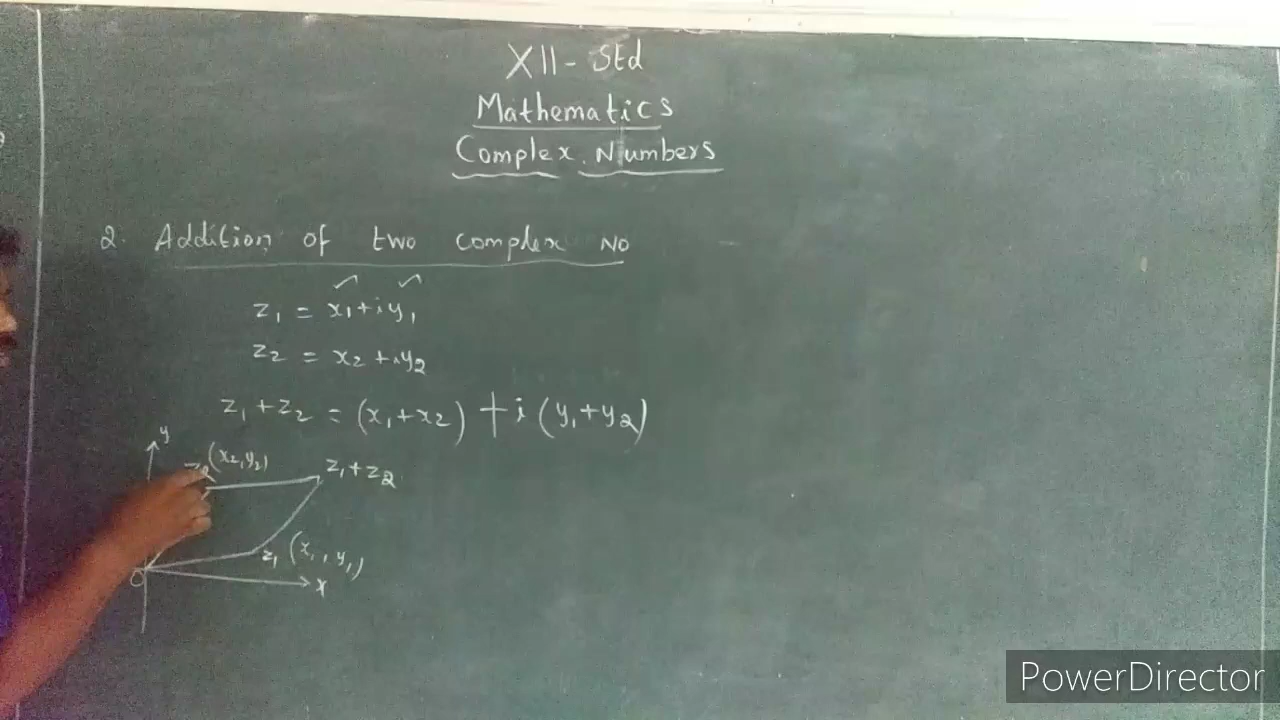 XII - Std
Mathematics
Complex Numbers
2. Addition of two complex No
z₁ = x₁+iy₁
z₂ = x₂+iy₂
z₁+z₂ = (x₁+x₂) + i (y₁+y₂)
y
z₂ (x₂,y₂)
z₁+z₂
z₁ (x₁, y₁)
O
x
PowerDirector